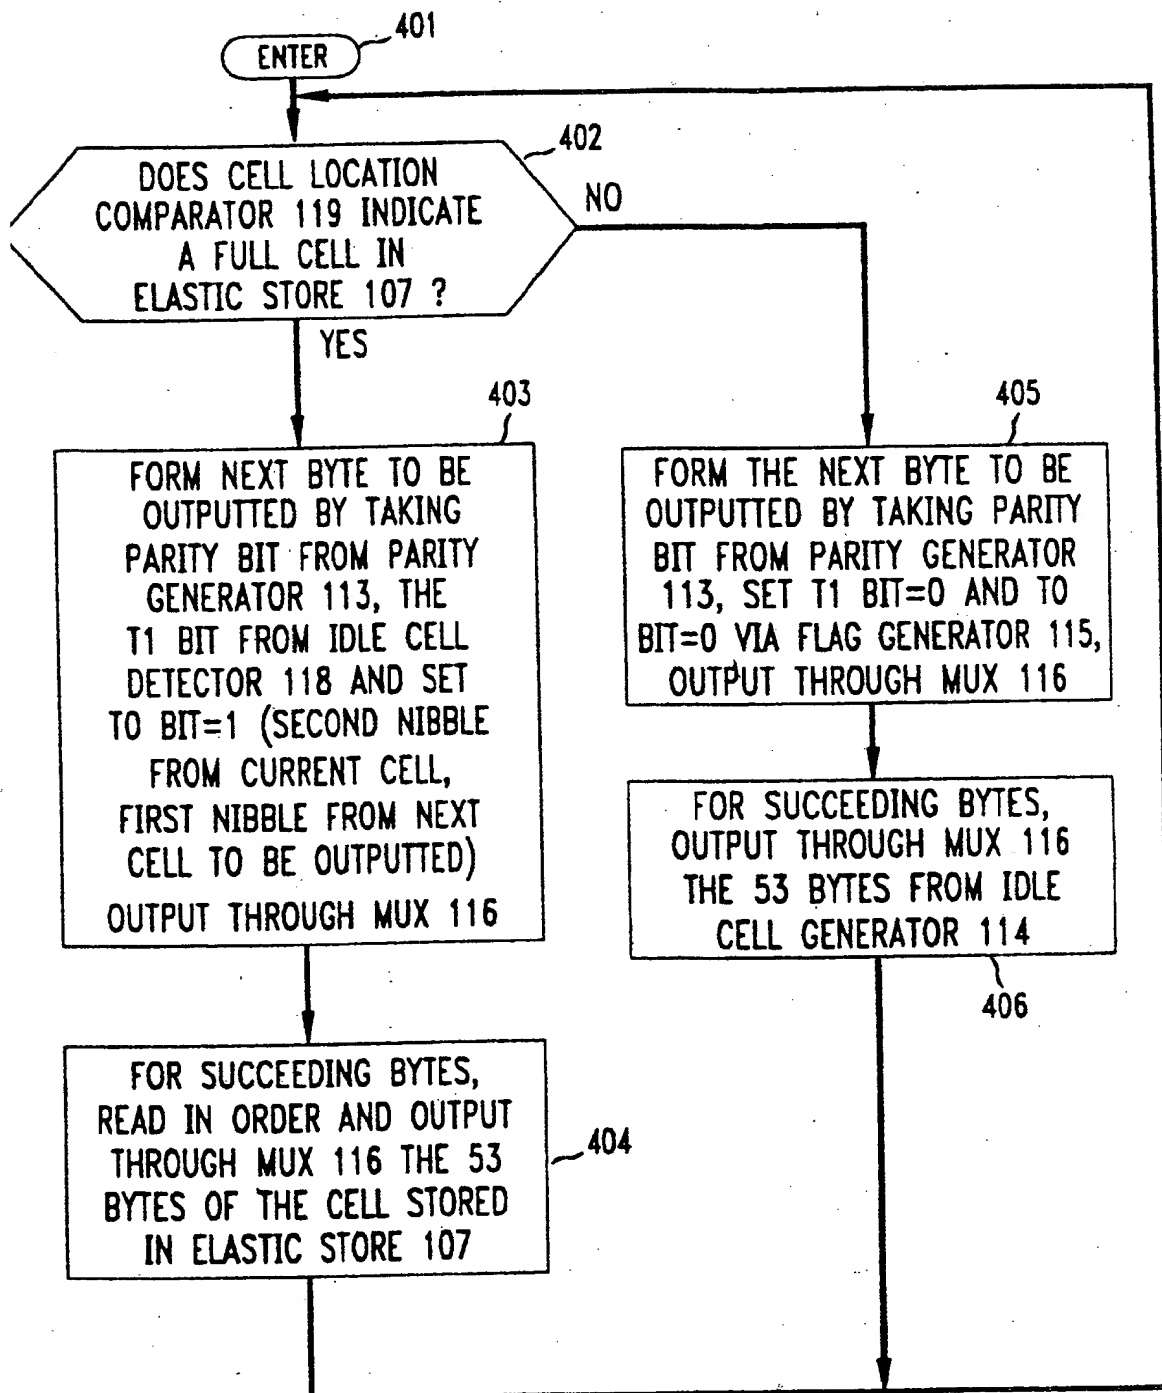 401
ENTER
402
DOES CELL LOCATION
COMPARATOR 119 INDICATE
A FULL CELL IN
ELASTIC STORE 107 ?
NO
YES
403
FORM NEXT BYTE TO BE
OUTPUTTED BY TAKING
PARITY BIT FROM PARITY
GENERATOR 113, THE
T1 BIT FROM IDLE CELL
DETECTOR 118 AND SET
TO BIT=1 (SECOND NIBBLE
FROM CURRENT CELL,
FIRST NIBBLE FROM NEXT
CELL TO BE OUTPUTTED)
OUTPUT THROUGH MUX 116
405
FORM THE NEXT BYTE TO BE
OUTPUTTED BY TAKING PARITY
BIT FROM PARITY GENERATOR
113, SET T1 BIT=0 AND TO
BIT=0 VIA FLAG GENERATOR 115,
OUTPUT THROUGH MUX 116
FOR SUCCEEDING BYTES,
OUTPUT THROUGH MUX 116
THE 53 BYTES FROM IDLE
CELL GENERATOR 114
406
FOR SUCCEEDING BYTES,
READ IN ORDER AND OUTPUT
THROUGH MUX 116 THE 53
BYTES OF THE CELL STORED
IN ELASTIC STORE 107
404